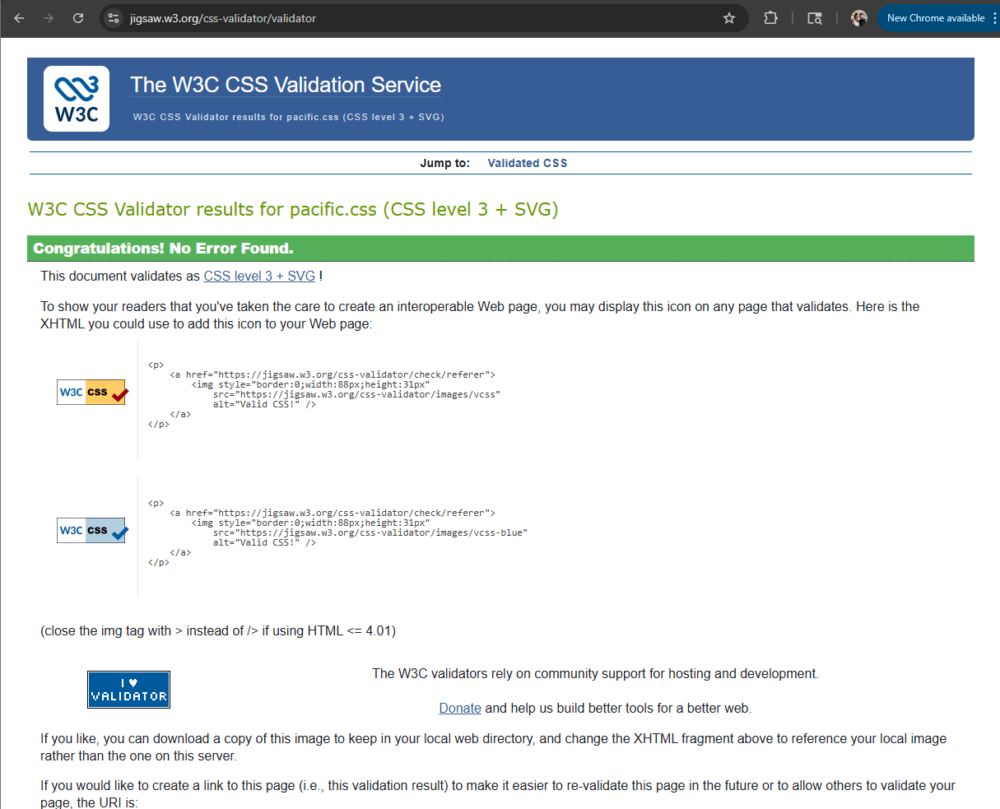 jigsaw.w3.org/css-validator/validator
New Chrome available
W3C
The W3C CSS Validation Service
W3C CSS Validator results for pacific.css (CSS level 3 + SVG)
Jump to: Validated CSS
W3C CSS Validator results for pacific.css (CSS level 3 + SVG)
Congratulations! No Error Found.
This document validates as CSS level 3 + SVG !
To show your readers that you've taken the care to create an interoperable Web page, you may display this icon on any page that validates. Here is the
XHTML you could use to add this icon to your Web page:
W3C css
<p>
<a href="https://jigsaw.w3.org/css-validator/check/referer">
<img style="border:0;width:88px;height:31px"
src="https://jigsaw.w3.org/css-validator/images/vcss"
alt="Valid CSS!" />
</a>
</p>
W3C css
<p>
<a href="https://jigsaw.w3.org/css-validator/check/referer">
<img style="border:0;width:88px;height:31px"
src="https://jigsaw.w3.org/css-validator/images/vcss-blue"
alt="Valid CSS!" />
</a>
</p>
(close the img tag with > instead of /> if using HTML <= 4.01)
I ♥
VALIDATOR
The W3C validators rely on community support for hosting and development.
Donate and help us build better tools for a better web.
If you like, you can download a copy of this image to keep in your local web directory, and change the XHTML fragment above to reference your local image
rather than the one on this server.
If you would like to create a link to this page (i.e., this validation result) to make it easier to re-validate this page in the future or to allow others to validate your
page, the URI is: